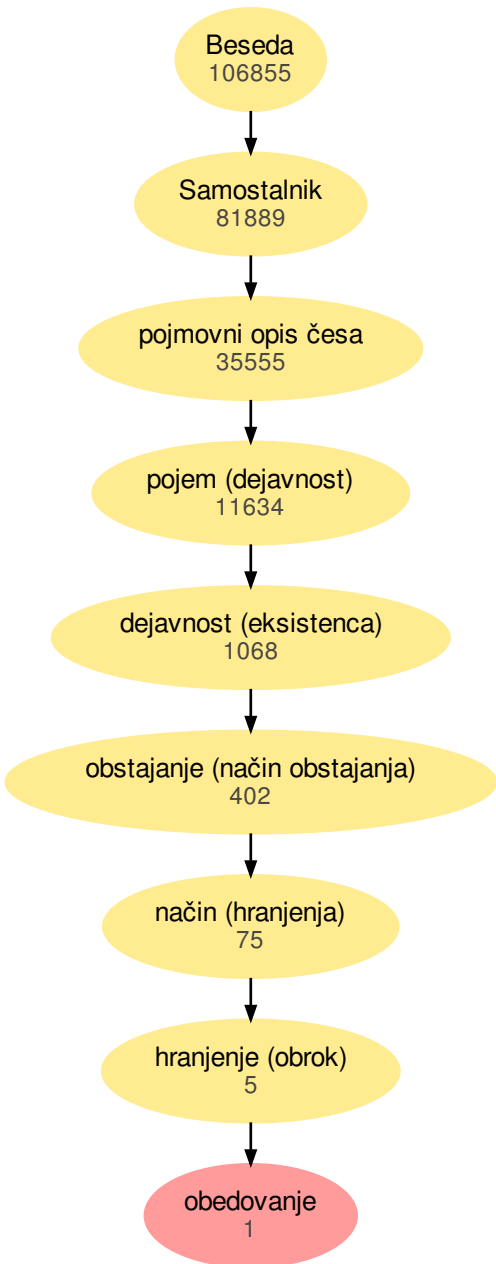 Beseda
106855
Samostalnik
81889
pojmovni opis česa
35555
pojem (dejavnost)
11634
dejavnost (eksistenca)
1068
obstajanje (način obstajanja)
402
način (hranjenja)
75
hranjenje (obrok)
5
obedovanje
1